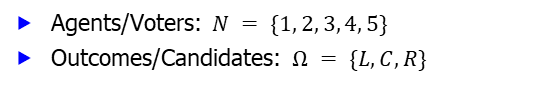 ► Agents/Voters: N = {1, 2, 3, 4, 5}
► Outcomes/Candidates: Ω = {L, C, R}